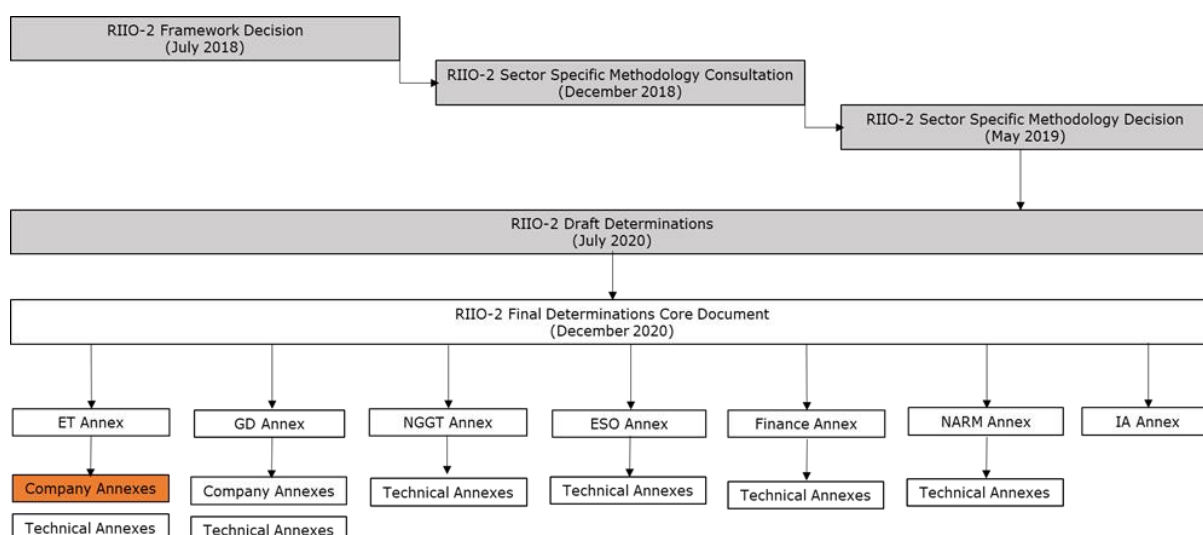 RIIO-2 Framework Decision
(July 2018)
RIIO-2 Sector Specific Methodology Consultation
(December 2018)
RIIO-2 Sector Specific Methodology Decision
(May 2019)
RIIO-2 Draft Determinations
(July 2020)
RIIO-2 Final Determinations Core Document
(December 2020)
ET Annex
GD Annex
NGGT Annex
ESO Annex
Finance Annex
NARM Annex
IA Annex
Company Annexes
Company Annexes
Technical Annexes
Technical Annexes
Technical Annexes
Technical Annexes
Technical Annexes
Technical Annexes